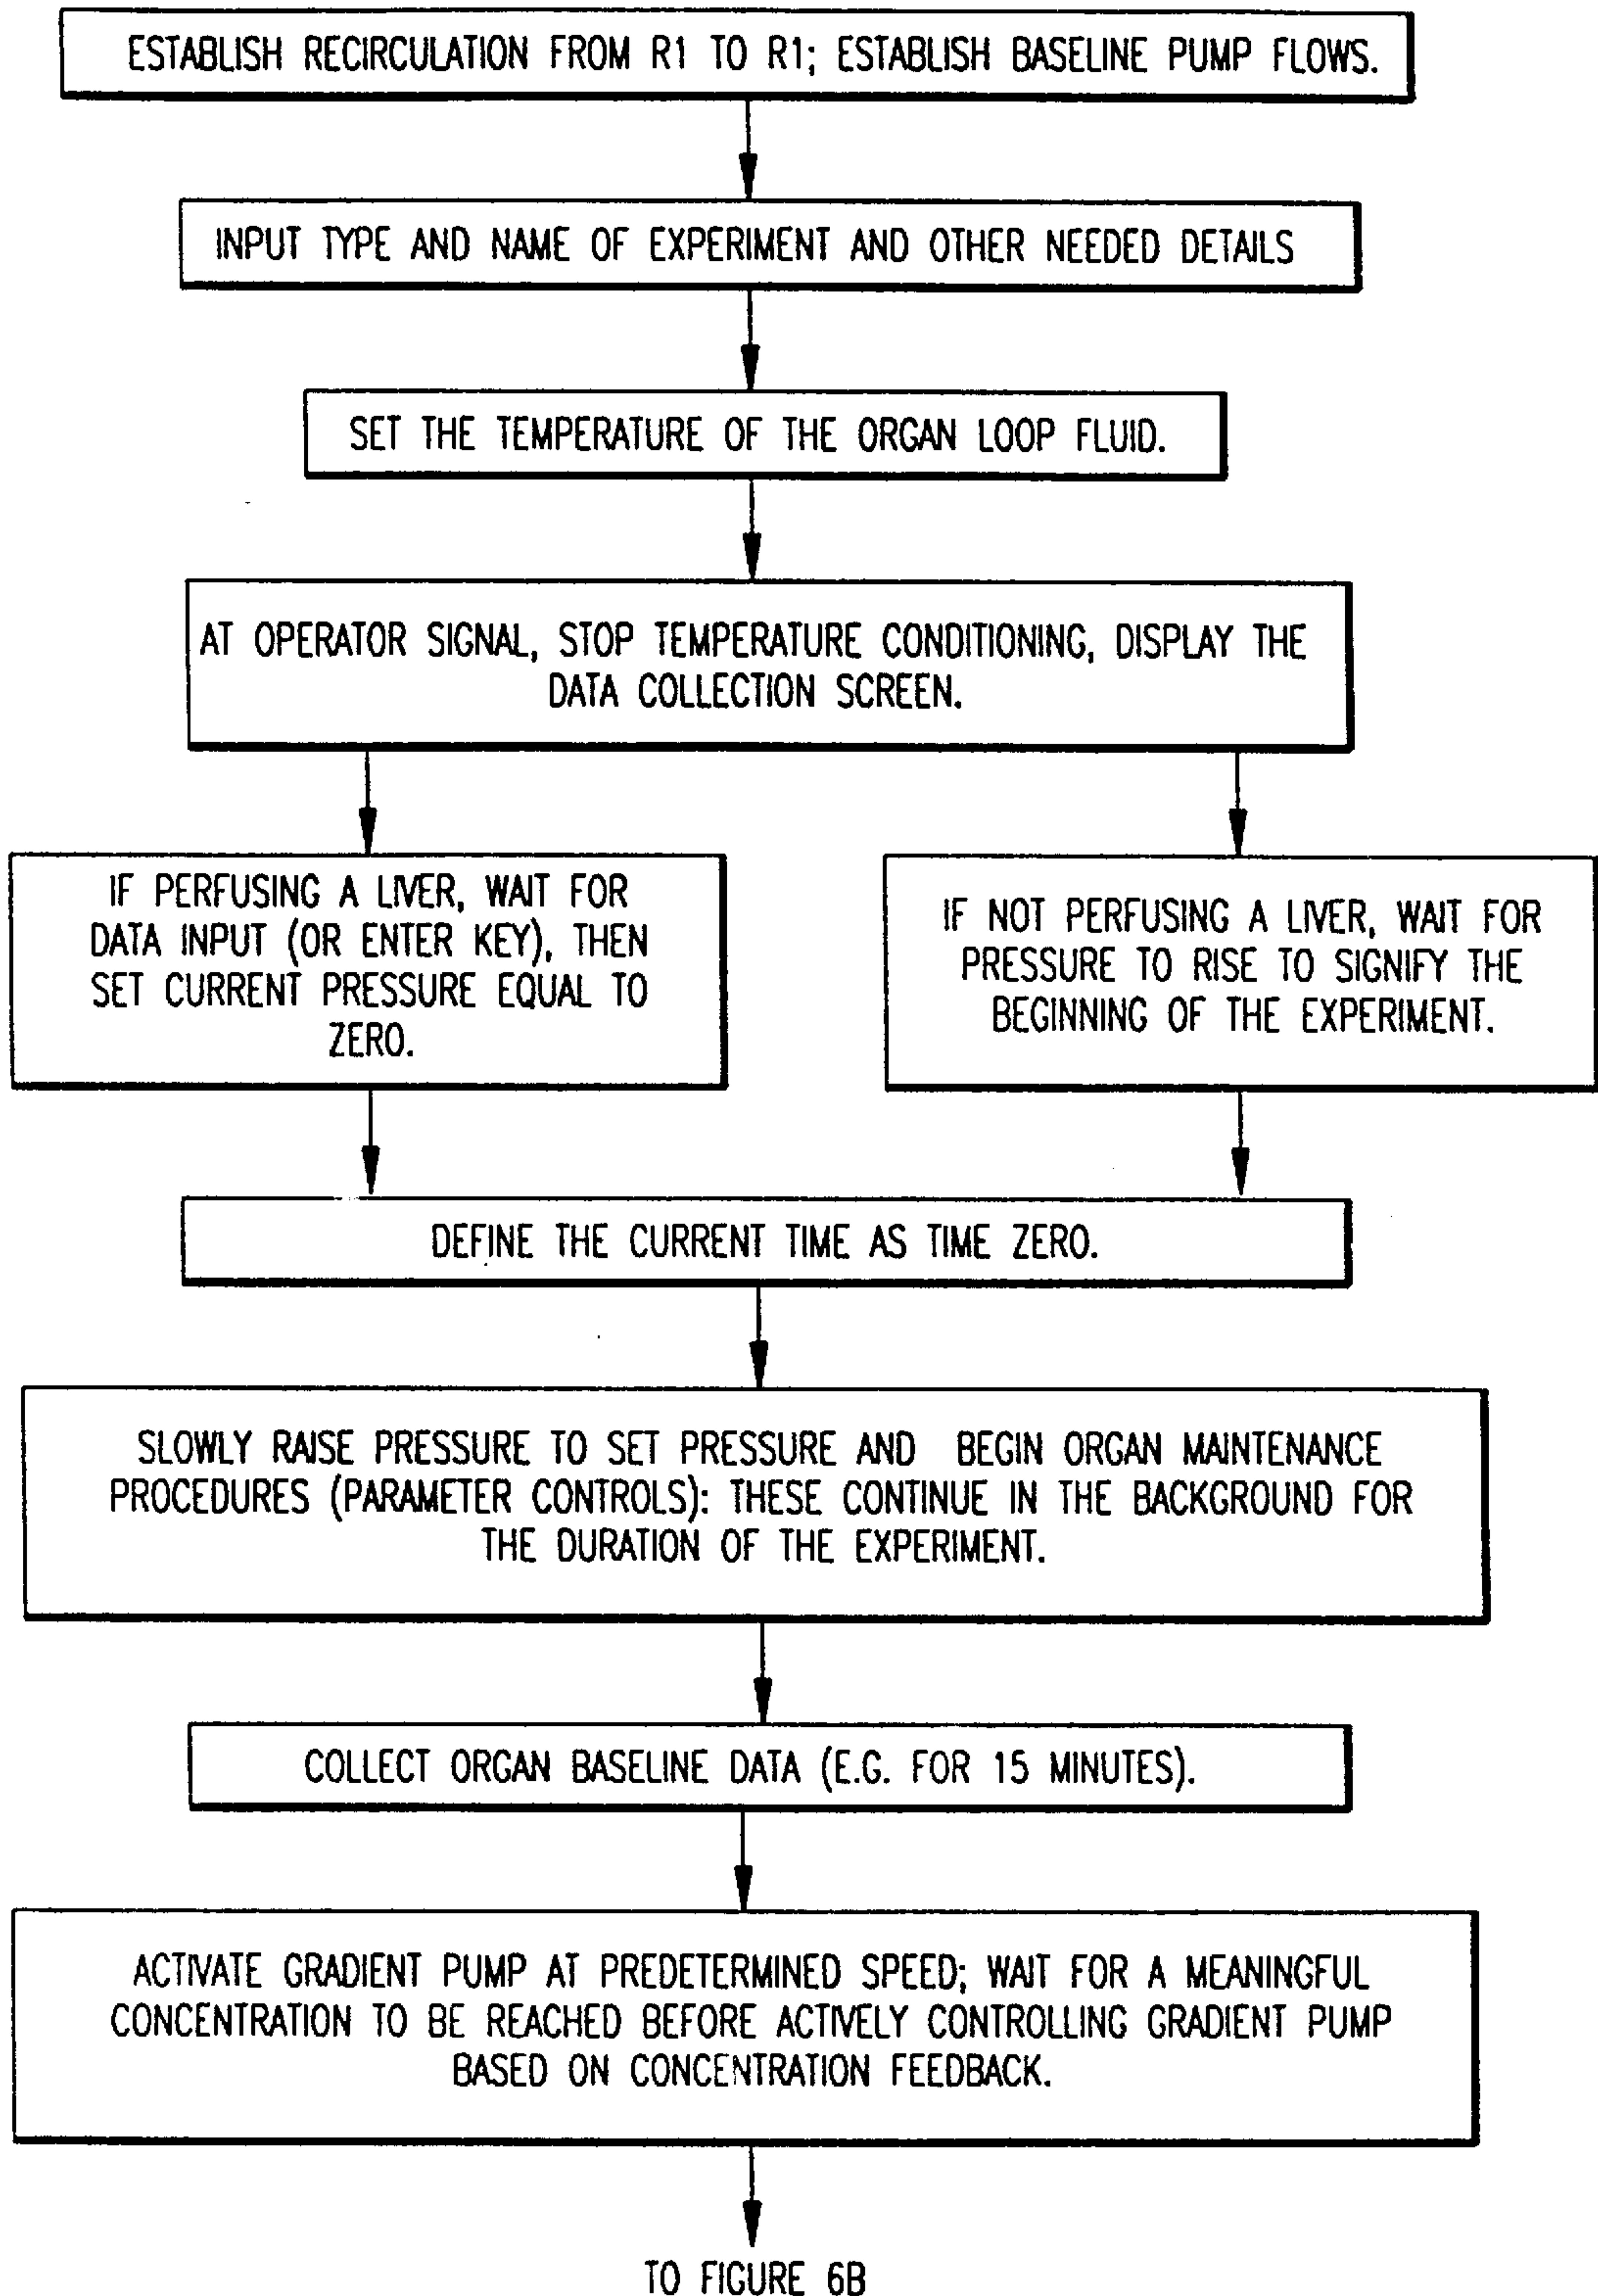 ESTABLISH RECIRCULATION FROM R1 TO R1; ESTABLISH BASELINE PUMP FLOWS.
INPUT TYPE AND NAME OF EXPERIMENT AND OTHER NEEDED DETAILS
SET THE TEMPERATURE OF THE ORGAN LOOP FLUID.
AT OPERATOR SIGNAL, STOP TEMPERATURE CONDITIONING, DISPLAY THE
DATA COLLECTION SCREEN.
IF PERFUSING A LIVER, WAIT FOR
DATA INPUT (OR ENTER KEY), THEN
SET CURRENT PRESSURE EQUAL TO
ZERO.
IF NOT PERFUSING A LIVER, WAIT FOR
PRESSURE TO RISE TO SIGNIFY THE
BEGINNING OF THE EXPERIMENT.
DEFINE THE CURRENT TIME AS TIME ZERO.
SLOWLY RAISE PRESSURE TO SET PRESSURE AND BEGIN ORGAN MAINTENANCE
PROCEDURES (PARAMETER CONTROLS): THESE CONTINUE IN THE BACKGROUND FOR
THE DURATION OF THE EXPERIMENT.
COLLECT ORGAN BASELINE DATA (E.G. FOR 15 MINUTES).
ACTIVATE GRADIENT PUMP AT PREDETERMINED SPEED; WAIT FOR A MEANINGFUL
CONCENTRATION TO BE REACHED BEFORE ACTIVELY CONTROLLING GRADIENT PUMP
BASED ON CONCENTRATION FEEDBACK.
TO FIGURE 6B